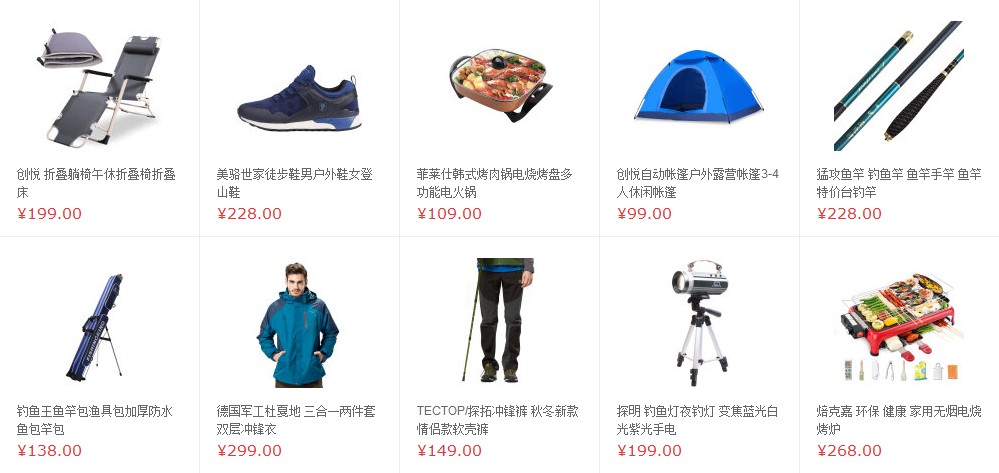 创悦 折叠躺椅午休折叠椅折叠
床
¥199.00
美骆世家徒步鞋男户外鞋女登
山鞋
¥228.00
菲莱仕韩式烤肉锅电烧烤盘多
功能电火锅
¥109.00
创悦自动帐篷户外露营帐篷3-4
人休闲帐篷
¥99.00
猛攻鱼竿 钓鱼竿 鱼竿手竿 鱼竿
特价台钓竿
¥228.00
钓鱼王鱼竿包渔具包加厚防水
鱼包竿包
¥138.00
德国军工杜戛地 三合一两件套
双层冲锋衣
¥299.00
TECTOP/探拓冲锋裤 秋冬新款
情侣款软壳裤
¥149.00
探明 钓鱼灯夜钓灯 变焦蓝光白
光紫光手电
¥199.00
焙克嘉 环保 健康 家用无烟电烧
烤炉
¥268.00